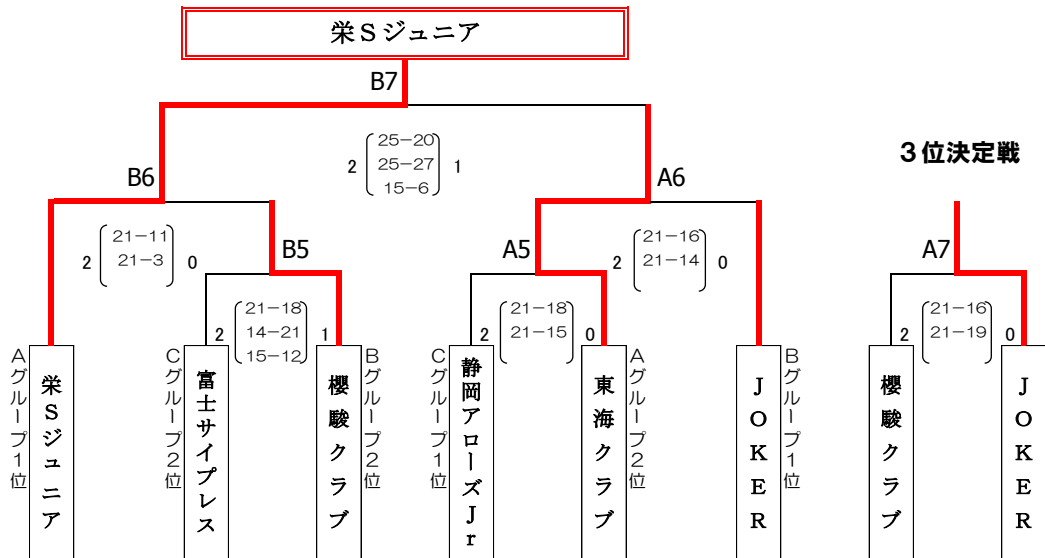 栄Sジュニア
B7
2
25-20
25-27
15-6
1
3位決定戦
B6
A6
2
21-11
21-3
0
B5
A5
2
21-16
21-14
0
A7
2
21-18
14-21
15-12
1
2
21-18
21-15
0
2
21-16
21-19
0
Aグループ1位
栄Sジュニア
Cグループ2位
富士サイプレス
櫻駿クラブ
Bグループ2位
Cグループ1位
静岡アローズJr
東海クラブ
Aグループ2位
JOKER
Bグループ1位
櫻駿クラブ
JOKER